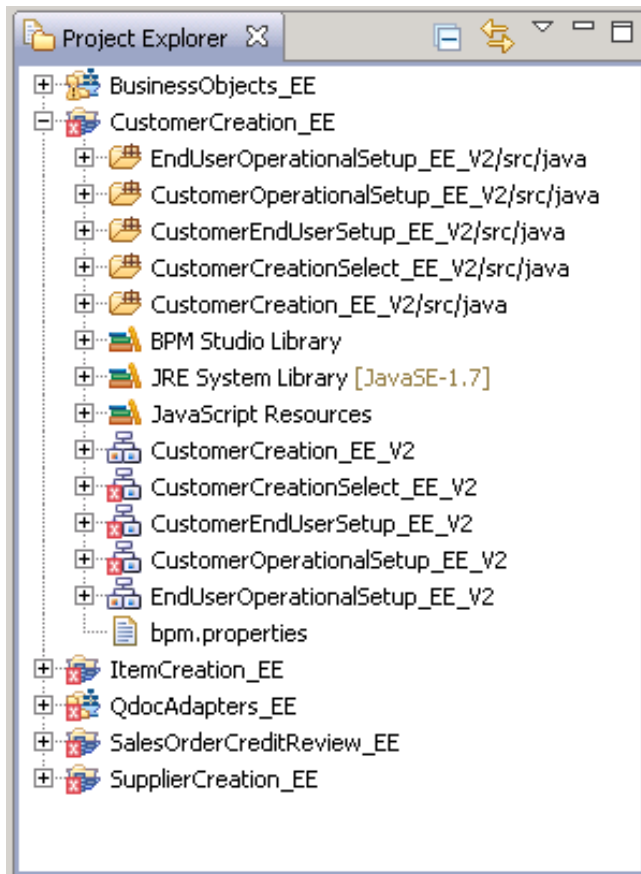 Project Explorer
BusinessObjects_EE
CustomerCreation_EE
EndUserOperationalSetup_EE_V2/src/java
CustomerOperationalSetup_EE_V2/src/java
CustomerEndUserSetup_EE_V2/src/java
CustomerCreationSelect_EE_V2/src/java
CustomerCreation_EE_V2/src/java
BPM Studio Library
JRE System Library [JavaSE-1.7]
JavaScript Resources
CustomerCreation_EE_V2
CustomerCreationSelect_EE_V2
CustomerEndUserSetup_EE_V2
CustomerOperationalSetup_EE_V2
EndUserOperationalSetup_EE_V2
bpm.properties
ItemCreation_EE
QdocAdapters_EE
SalesOrderCreditReview_EE
SupplierCreation_EE